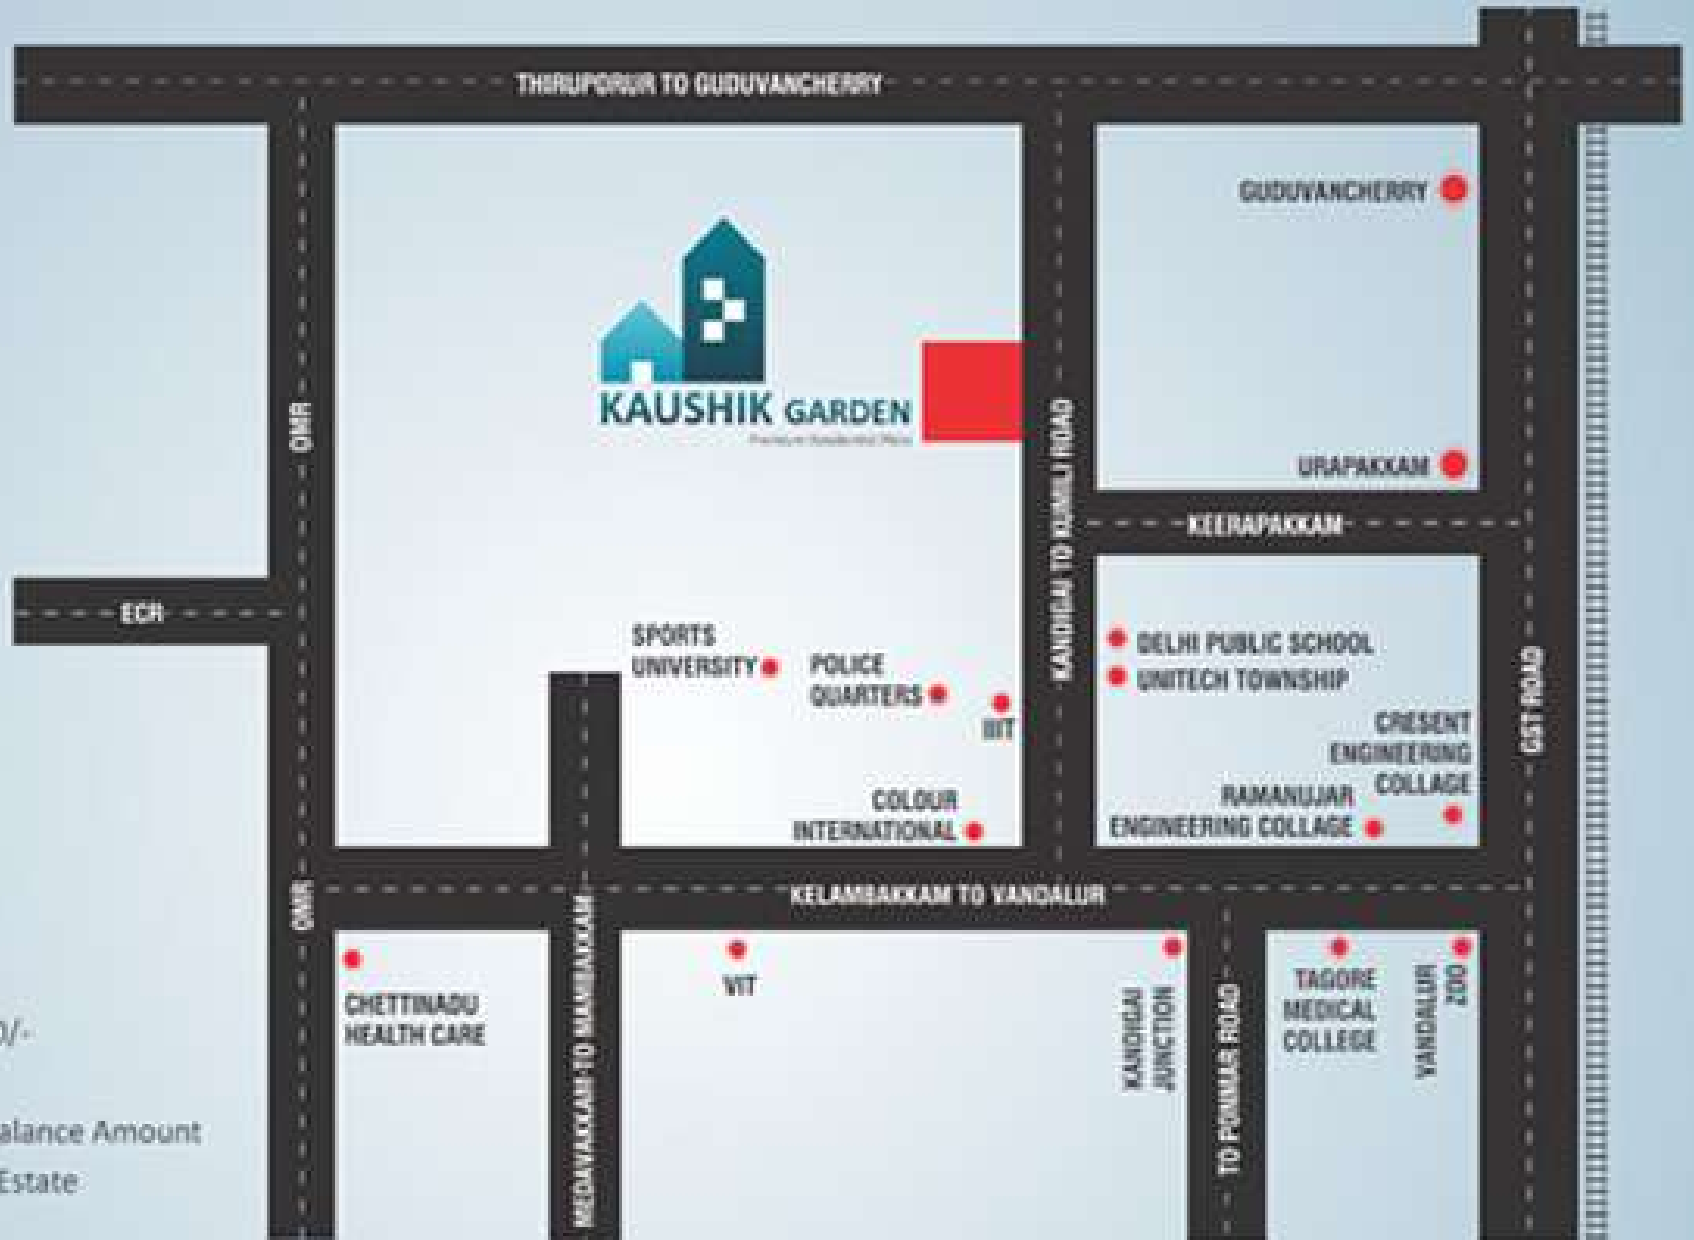 THIRUPORUR TO GUDUVANCHERRY
GUDUVANCHERRY
OMR
KAUSHIK GARDEN
KANDIGAI TO KUMILI ROAD
URAPAKKAM
KEERAPAKKAM
ECR
SPORTS
UNIVERSITY
POLICE
QUARTERS
IIIT
DELHI PUBLIC SCHOOL
UNITECH TOWNSHIP
GST ROAD
CRESENT
ENGINEERING
COLLAGE
RAMANUJAR
ENGINEERING COLLAGE
COLOUR
INTERNATIONAL
OMR
KELAMBAKKAM TO VANDALUR
MEDAVAKKAM TO MAMBAKKAM
CHETTINADU
HEALTH CARE
VIT
KANDIGAI
JUNCTION
TO PONMAR ROAD
TAGORE
MEDICAL
COLLEGE
VANDALUR
ZOO
0/-
alance Amount
Estate